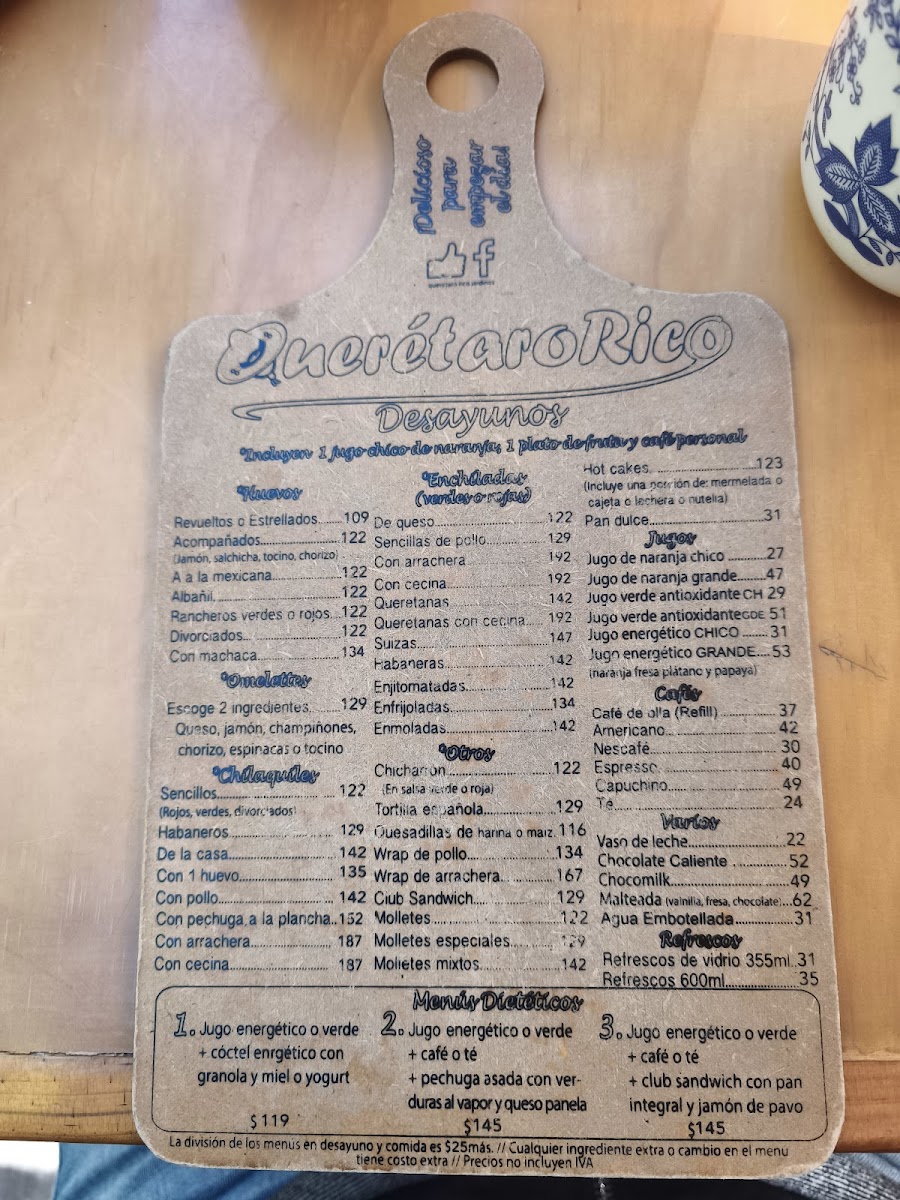 ¡Delicioso
para
empezar
el día!
QuerétaroRico
Desayunos
*Incluyen 1 jugo chico de naranja, 1 plato de fruta y café personal
*Huevos
Revueltos o Estrellados......109
Acompañados...............122
(Jamón, salchicha, tocino, chorizo)
A a la mexicana...............122
Albañil...............122
Rancheros verdes o rojos...122
Divorciados...............122
Con machaca...............134
*Omelettes
Escoge 2 ingredientes.......129
Queso, jamón, champiñones,
chorizo, espinacas o tocino
*Chilaquiles
Sencillos...............122
(Rojos, verdes, divorciados)
Habaneros...............129
De la casa...............142
Con 1 huevo...............135
Con pollo...............142
Con pechuga a la plancha..152
Con arrachera...............187
Con cecina...............187
*Enchiladas
(verdes o rojas)
De queso...............122
Sencillas de pollo...............129
Con arrachera...............192
Con cecina...............192
Queretanas...............142
Queretanas con cecina.....192
Suizas...............147
Habaneras...............142
Enjitomatadas...............142
Enfrijoladas...............134
Enmoladas...............142
*Otros
Chicharrón...............122
(En salsa verde o roja)
Tortilla española...............129
Quesadillas de harina o maíz.116
Wrap de pollo...............134
Wrap de arrachera...............167
Club Sandwich...............129
Molletes...............122
Molletes especiales...............129
Molletes mixtos...............142
Hot cakes...............123
(Incluye una porción de: mermelada o
cajeta o lechera o nutella)
Pan dulce...............31
Jugos
Jugo de naranja chico .........27
Jugo de naranja grande.......47
Jugo verde antioxidante CH 29
Jugo verde antioxidante GDE 51
Jugo energético CHICO .......31
Jugo energético GRANDE....53
(naranja fresa plátano y papaya)
Cafés
Café de olla (Refill)...............37
Americano...............42
Nescafé...............30
Espresso...............40
Capuchino...............49
Té...............24
Varios
Vaso de leche...............22
Chocolate Caliente ...............52
Chocomilk...............49
Malteada (vainilla, fresa, chocolate)...62
Agua Embotellada...............31
Refrescos
Refrescos de vidrio 355ml..31
Refrescos 600ml...............35
Menús Dietéticos
1. Jugo energético o verde
+ cóctel enrgético con
granola y miel o yogurt
$119
2. Jugo energético o verde
+ café o té
+ pechuga asada con ver-
duras al vapor y queso panela
$145
3. Jugo energético o verde
+ café o té
+ club sandwich con pan
integral y jamón de pavo
$145
La división de los menús en desayuno y comida es $25más. // Cualquier ingrediente extra o cambio en el menú
tiene costo extra // Precios no incluyen IVA